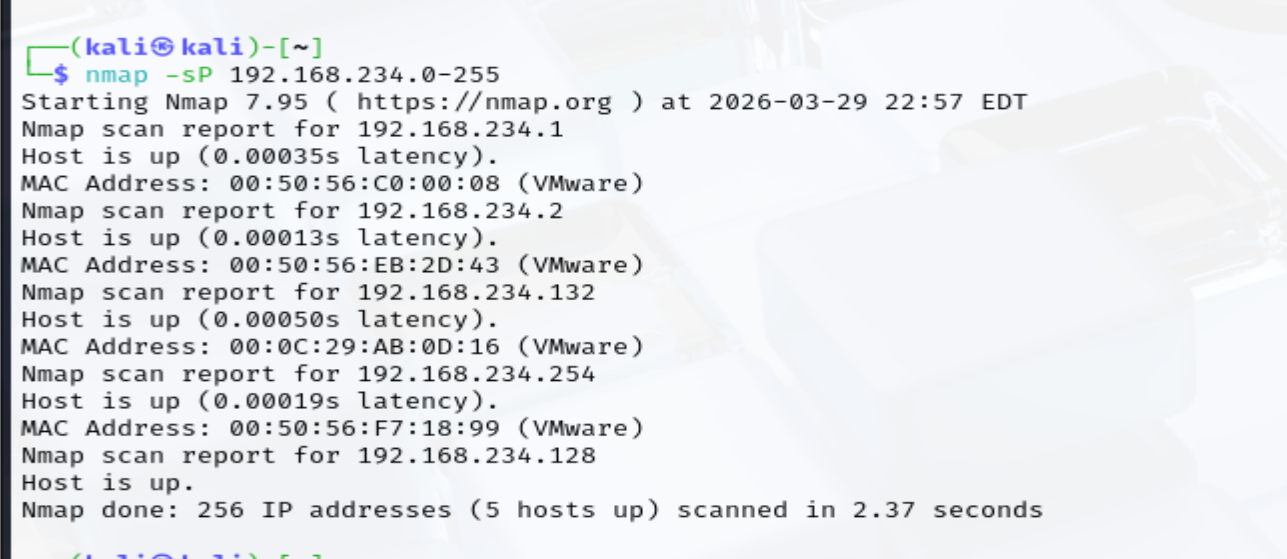 (kali㉿kali)-[~]
$ nmap -sP 192.168.234.0-255
Starting Nmap 7.95 ( https://nmap.org ) at 2026-03-29 22:57 EDT
Nmap scan report for 192.168.234.1
Host is up (0.00035s latency).
MAC Address: 00:50:56:C0:00:08 (VMware)
Nmap scan report for 192.168.234.2
Host is up (0.00013s latency).
MAC Address: 00:50:56:EB:2D:43 (VMware)
Nmap scan report for 192.168.234.132
Host is up (0.00050s latency).
MAC Address: 00:0C:29:AB:0D:16 (VMware)
Nmap scan report for 192.168.234.254
Host is up (0.00019s latency).
MAC Address: 00:50:56:F7:18:99 (VMware)
Nmap scan report for 192.168.234.128
Host is up.
Nmap done: 256 IP addresses (5 hosts up) scanned in 2.37 seconds